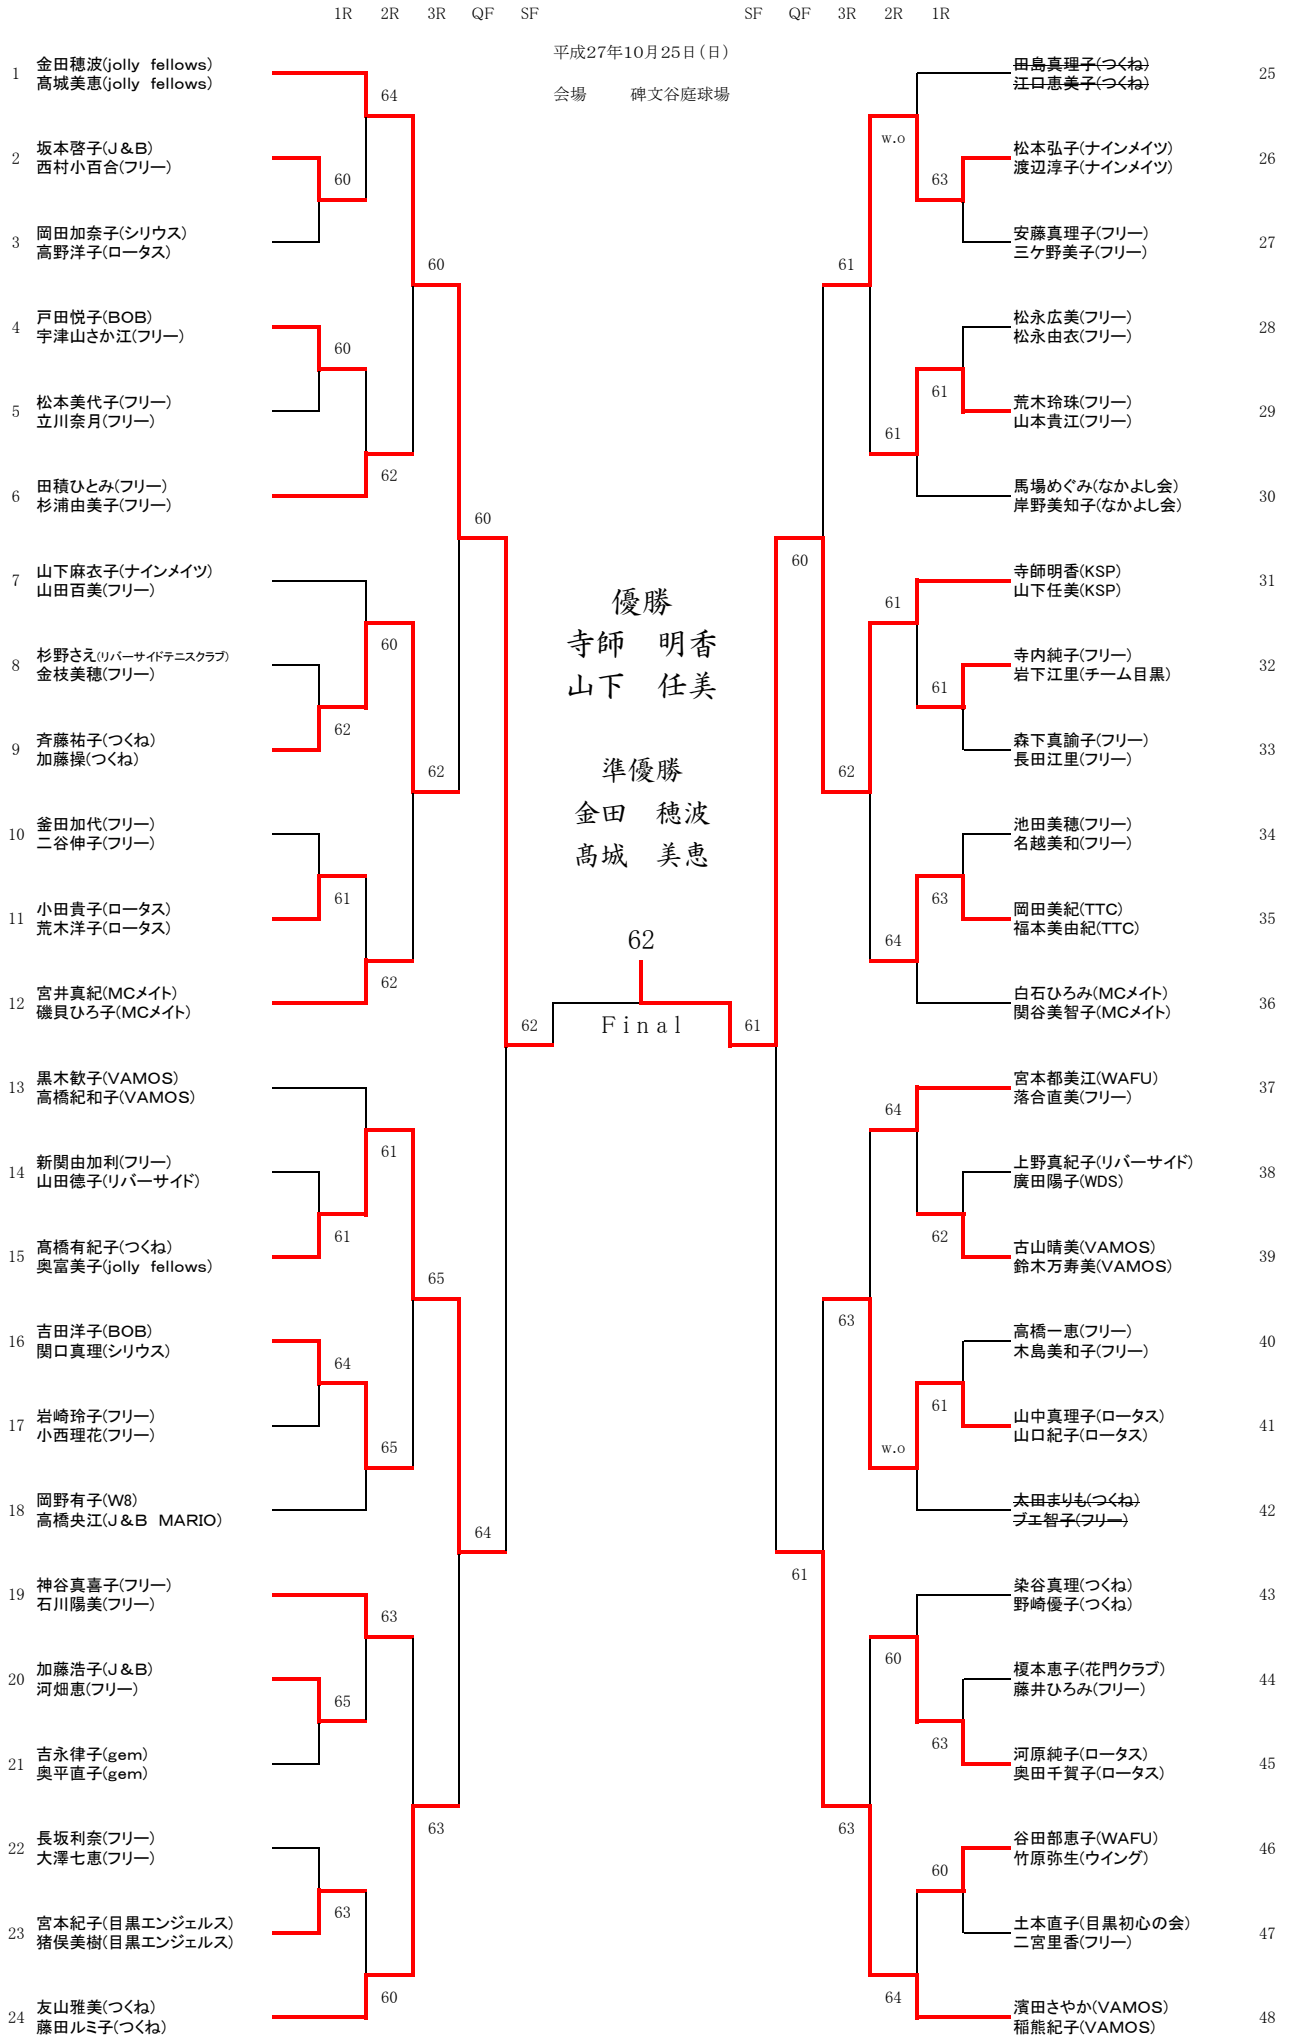 1R 2R 3R QF SF SF QF 3R 2R 1R
平成27年10月25日(日)
会場 碑文谷庭球場
1 金田穂波(jolly fellows)
髙城美恵(jolly fellows)
2 坂本啓子(J&B)
西村小百合(フリー)
3 岡田加奈子(シリウス)
高野洋子(ロータス)
4 戸田悦子(BOB)
宇津山さか江(フリー)
5 松本美代子(フリー)
立川奈月(フリー)
6 田積ひとみ(フリー)
杉浦由美子(フリー)
7 山下麻衣子(ナインメイツ)
山田百美(フリー)
8 杉野さえ(リバーサイドテニスクラブ)
金枝美穂(フリー)
9 斉藤祐子(つくね)
加藤操(つくね)
10 釜田加代(フリー)
二谷伸子(フリー)
11 小田貴子(ロータス)
荒木洋子(ロータス)
12 宮井真紀(MCメイト)
磯貝ひろ子(MCメイト)
13 黒木歓子(VAMOS)
高橋紀和子(VAMOS)
14 新関由加利(フリー)
山田德子(リバーサイド)
15 髙橋有紀子(つくね)
奥富美子(jolly fellows)
16 吉田洋子(BOB)
関口真理(シリウス)
17 岩崎玲子(フリー)
小西理花(フリー)
18 岡野有子(W8)
高橋央江(J&B MARIO)
19 神谷真喜子(フリー)
石川陽美(フリー)
20 加藤浩子(J&B)
河畑恵(フリー)
21 吉永律子(gem)
奥平直子(gem)
22 長坂利奈(フリー)
大澤七恵(フリー)
23 宮本紀子(目黒エンジェルス)
猪俣美樹(目黒エンジェルス)
24 友山雅美(つくね)
藤田ルミ子(つくね)
64
60
60
60
62
60
60
62
62
61
62
61
61
65
64
65
64
63
65
63
63
60
62
優勝
寺師 明香
山下 任美
準優勝
金田 穂波
髙城 美恵
62
Final
61
w.o
63
61
61
61
60
61
61
62
63
64
64
62
63
61
w.o
61
60
63
63
60
64
田島真理子(つくね) 25
江口恵美子(つくね)
松本弘子(ナインメイツ) 26
渡辺淳子(ナインメイツ)
安藤真理子(フリー) 27
三ケ野美子(フリー)
松永広美(フリー) 28
松永由衣(フリー)
荒木玲珠(フリー) 29
山本貴江(フリー)
馬場めぐみ(なかよし会) 30
岸野美知子(なかよし会)
寺師明香(KSP) 31
山下任美(KSP)
寺内純子(フリー) 32
岩下江里(チーム目黒)
森下真諭子(フリー) 33
長田江里(フリー)
池田美穂(フリー) 34
名越美和(フリー)
岡田美紀(TTC) 35
福本美由紀(TTC)
白石ひろみ(MCメイト) 36
関谷美智子(MCメイト)
宮本都美江(WAFU) 37
落合直美(フリー)
上野真紀子(リバーサイド) 38
廣田陽子(WDS)
古山晴美(VAMOS) 39
鈴木万寿美(VAMOS)
高橋一恵(フリー) 40
木島美和子(フリー)
山中真理子(ロータス) 41
山口紀子(ロータス)
太田まりも(つくね) 42
ブエ智子(フリー)
染谷真理(つくね) 43
野崎優子(つくね)
榎本恵子(花門クラブ) 44
藤井ひろみ(フリー)
河原純子(ロータス) 45
奥田千賀子(ロータス)
谷田部恵子(WAFU) 46
竹原弥生(ウイング)
土本直子(目黒初心の会) 47
二宮里香(フリー)
濱田さやか(VAMOS) 48
稲熊紀子(VAMOS)